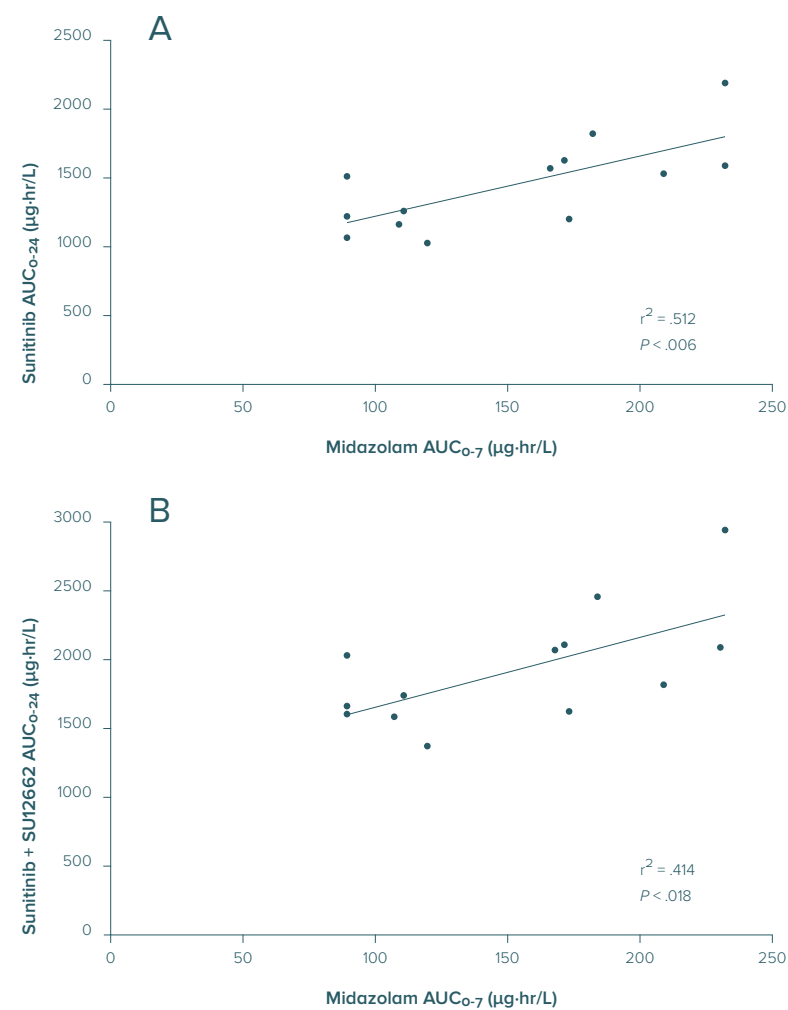 A
2500
2000
1500
1000
500
0
0 50 100 150 200 250
Sunitinib AUC0-24 (µg·hr/L)
r2 = .512
P < .006
Midazolam AUC0-7 (µg·hr/L)
B
3000
2500
2000
1500
1000
500
0
0 50 100 150 200 250
Sunitinib + SU12662 AUC0-24 (µg·hr/L)
r2 = .414
P < .018
Midazolam AUC0-7 (µg·hr/L)